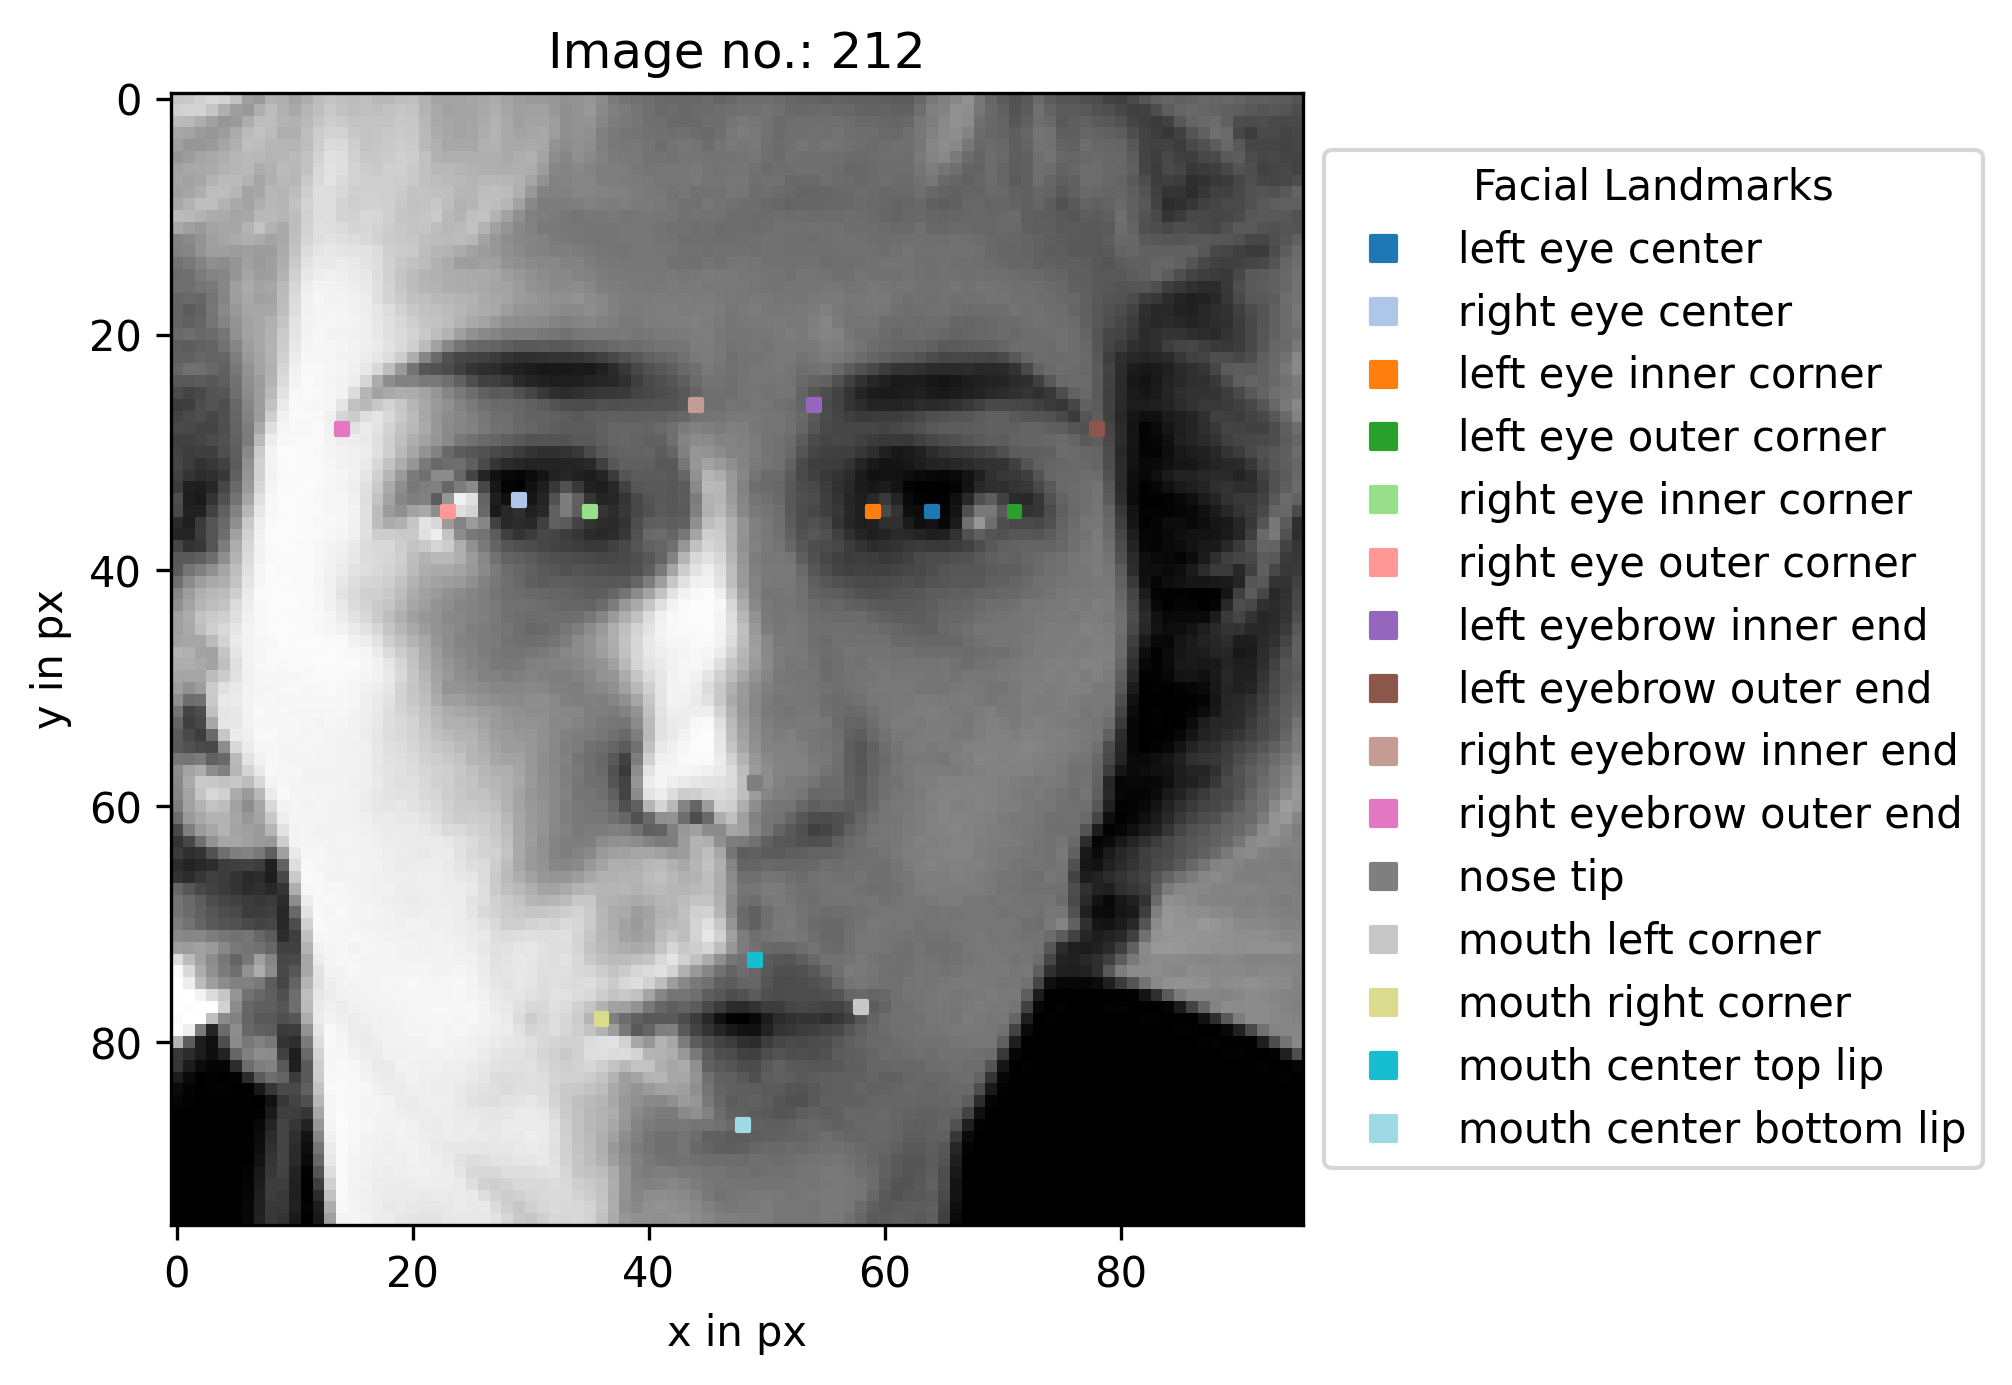 Image no.: 212
0
20
40
60
80
y in px
0 20 40 60 80
x in px
Facial Landmarks
left eye center
right eye center
left eye inner corner
left eye outer corner
right eye inner corner
right eye outer corner
left eyebrow inner end
left eyebrow outer end
right eyebrow inner end
right eyebrow outer end
nose tip
mouth left corner
mouth right corner
mouth center top lip
mouth center bottom lip